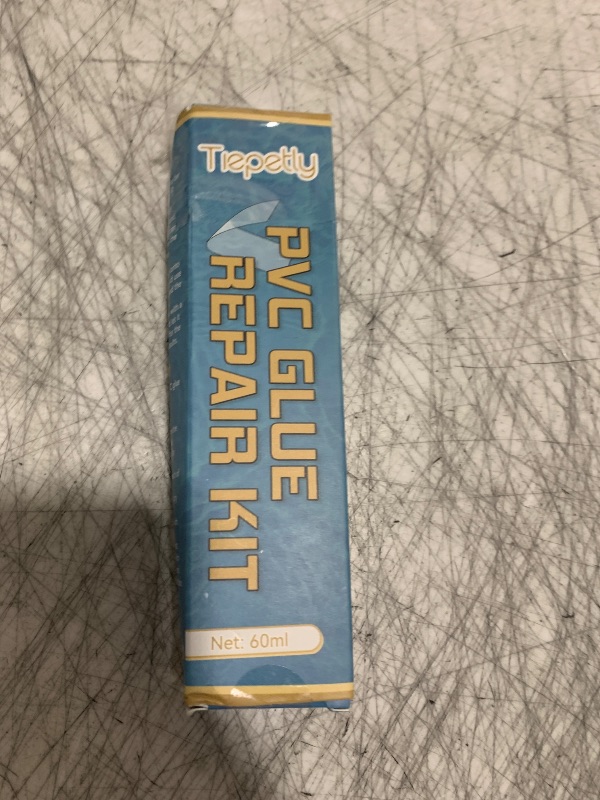 Tiepetly
PVC GLUE
REPAIR KIT
Net: 60ml